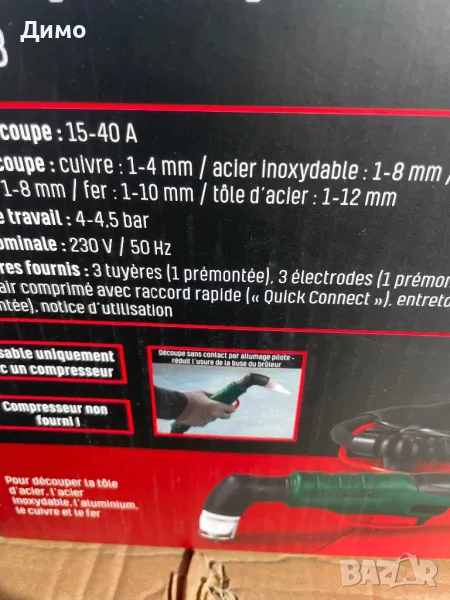 Димо
3
coupe : 15-40 A
coupe : cuivre : 1-4 mm / acier inoxydable : 1-8 mm /
1-8 mm / fer : 1-10 mm / tôle d'acier : 1-12 mm
e travail : 4-4,5 bar
ominale : 230 V / 50 Hz
res fournis : 3 tuyères (1 prémontée), 3 électrodes (1 prémon
air comprimé avec raccord rapide (« Quick Connect »), entreto
ntée), notice d'utilisation
sable uniquement
c un compresseur
Compresseur non
fourni !
Découpe sans contact par allumage pilote -
réduit l'usure de la buse du brûleur
Pour découper la tôle
d'acier, l'acier
inoxydable, l'aluminium,
le cuivre et le fer
BAZAR